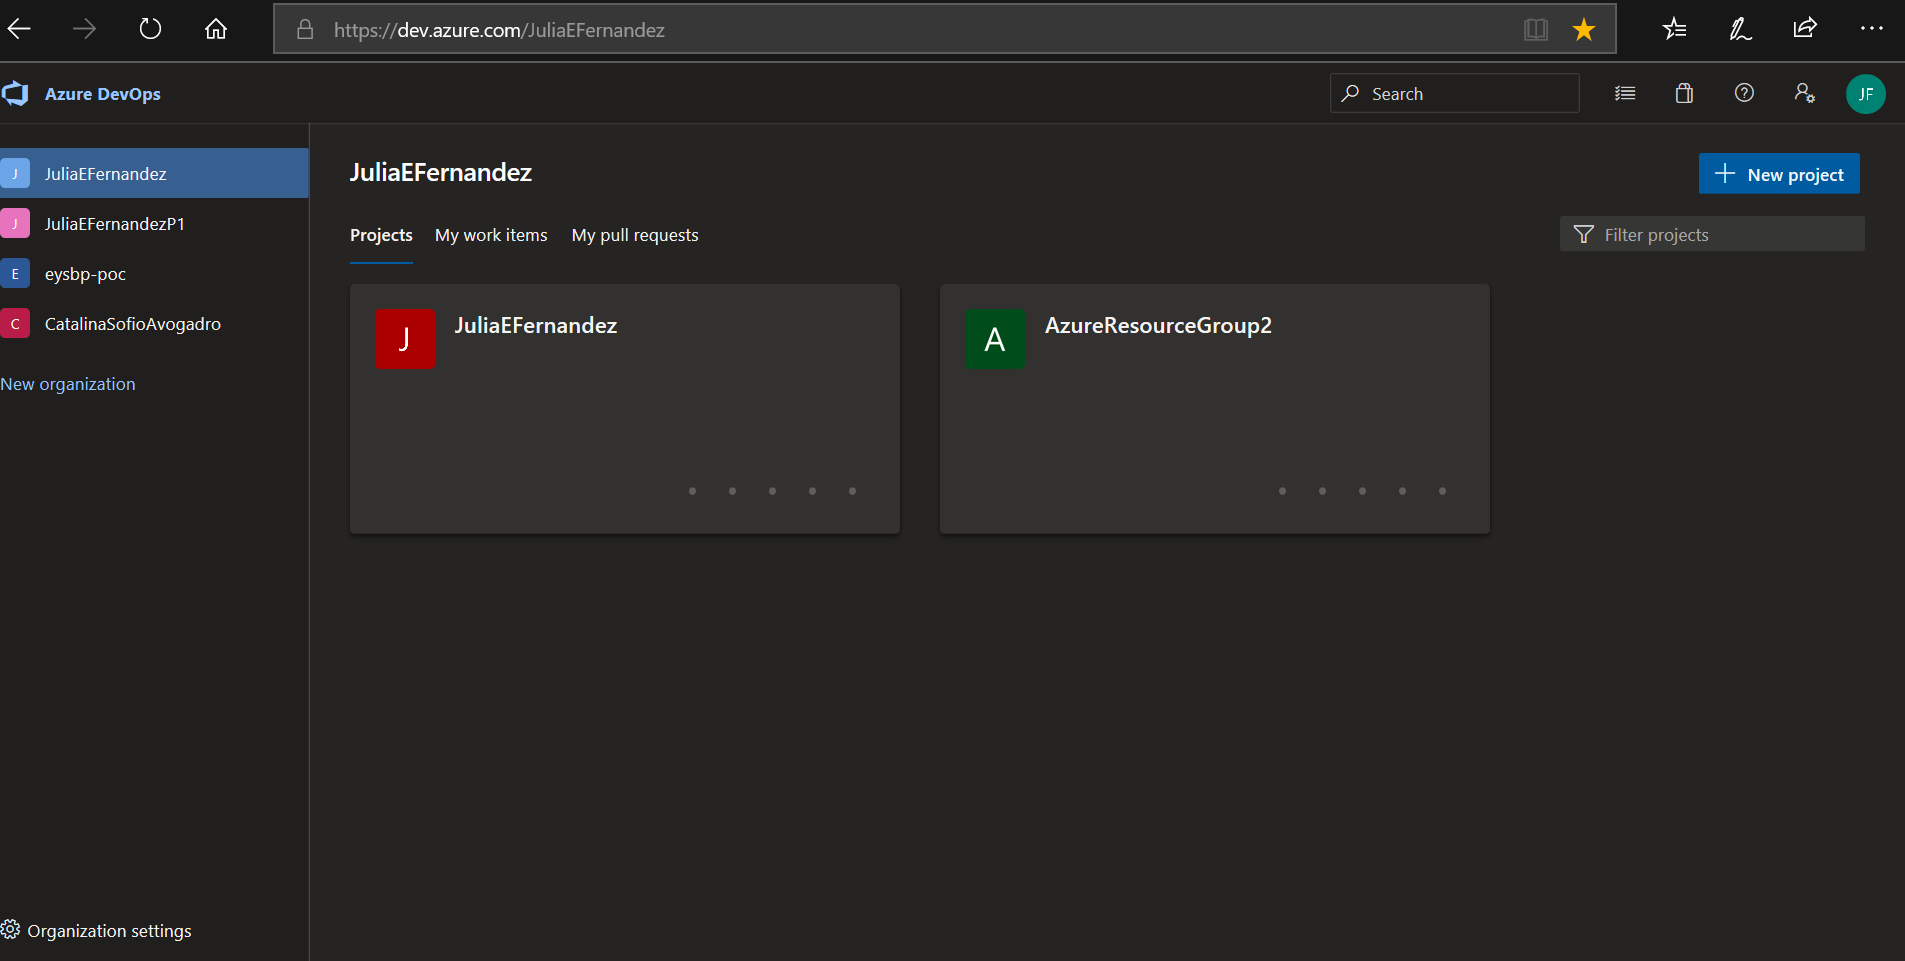 https://dev.azure.com/JuliaEFernandez
Azure DevOps
Search
JF
J JuliaEFernandez
J JuliaEFernandezP1
E eysbp-poc
C CatalinaSofioAvogadro
New organization
Organization settings
JuliaEFernandez
New project
Projects My work items My pull requests
Filter projects
J JuliaEFernandez
A AzureResourceGroup2